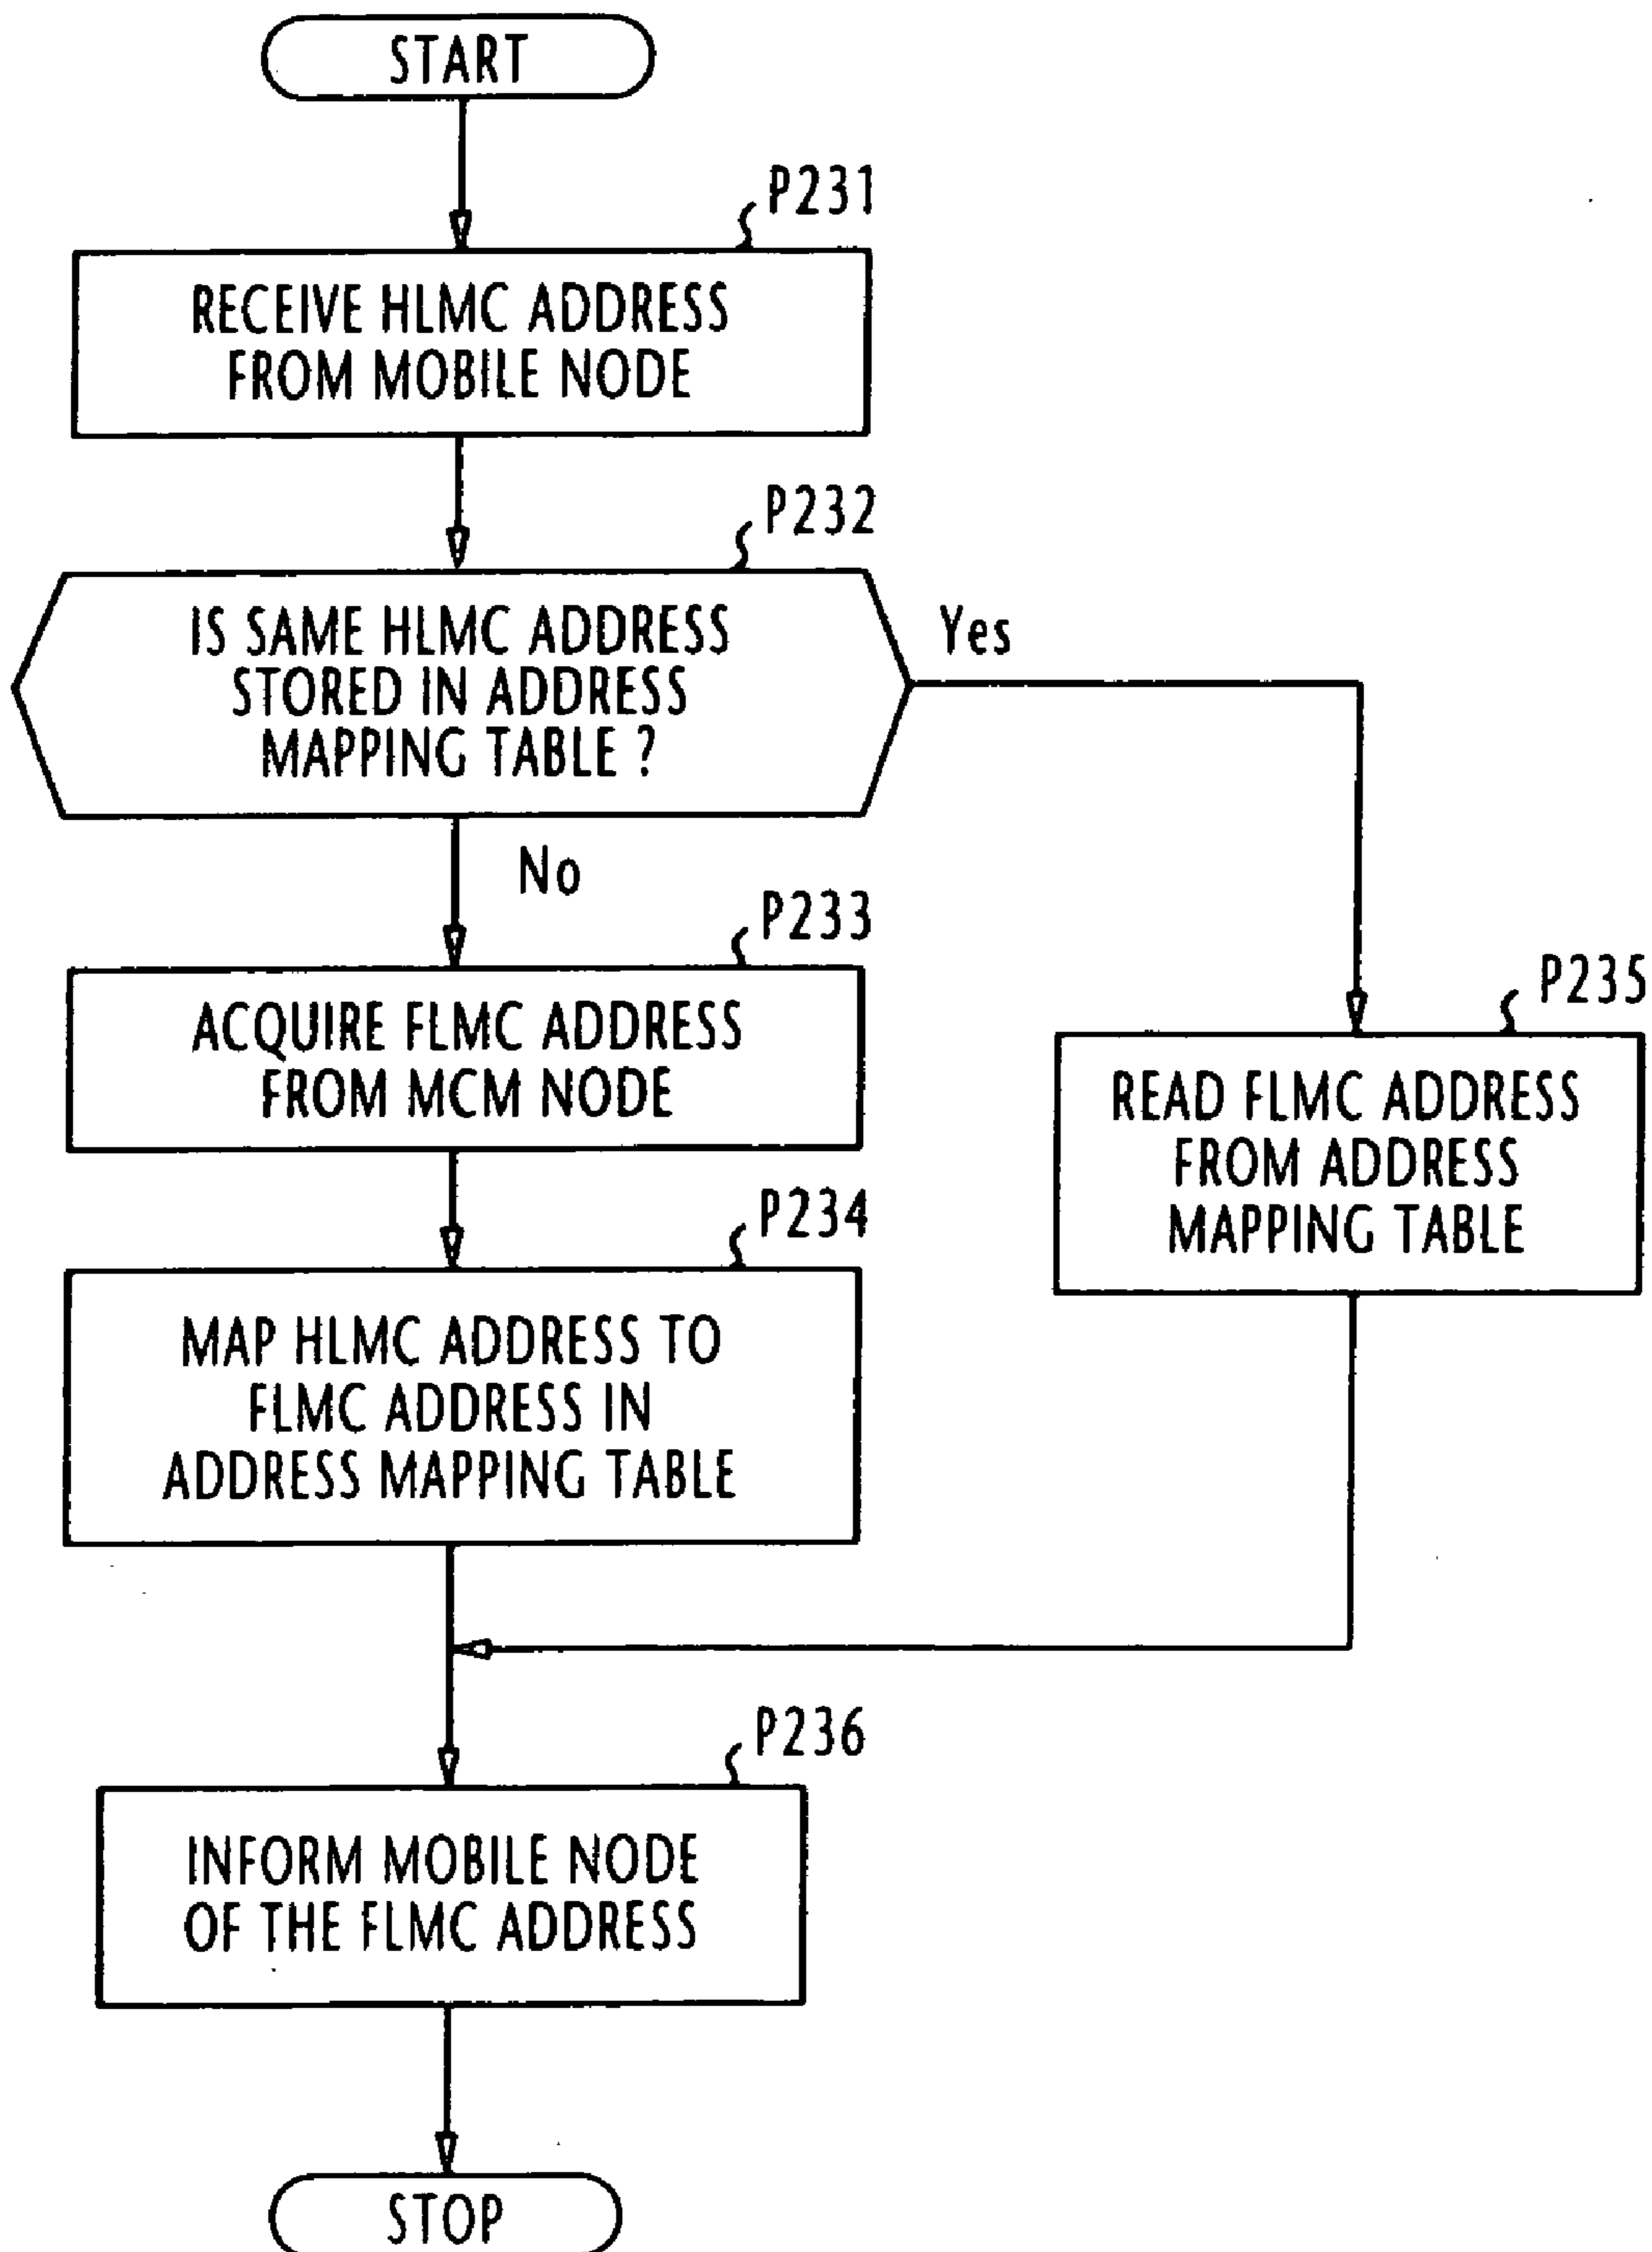 START
P231
RECEIVE HLMC ADDRESS
FROM MOBILE NODE
P232
IS SAME HLMC ADDRESS
STORED IN ADDRESS
MAPPING TABLE ?
Yes
No
P233
ACQUIRE FLMC ADDRESS
FROM MCM NODE
P235
READ FLMC ADDRESS
FROM ADDRESS
MAPPING TABLE
P234
MAP HLMC ADDRESS TO
FLMC ADDRESS IN
ADDRESS MAPPING TABLE
P236
INFORM MOBILE NODE
OF THE FLMC ADDRESS
STOP